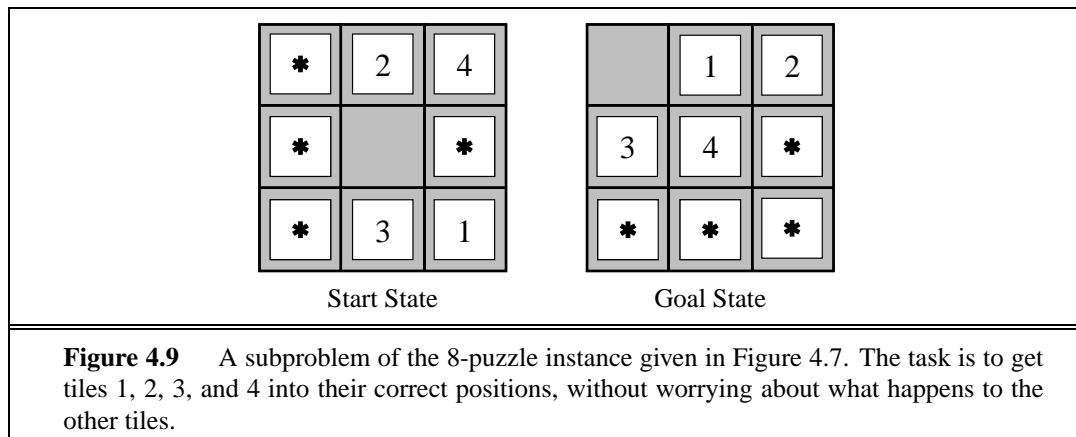 * 2 4
* *
* 3 1
Start State
1 2
3 4 *
* * *
Goal State
Figure 4.9 A subproblem of the 8-puzzle instance given in Figure 4.7. The task is to get
tiles 1, 2, 3, and 4 into their correct positions, without worrying about what happens to the
other tiles.